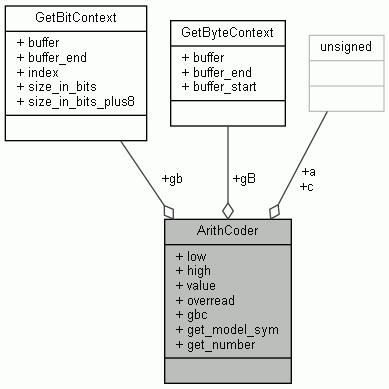 GetBitContext
+ buffer
+ buffer_end
+ index
+ size_in_bits
+ size_in_bits_plus8
GetByteContext
+ buffer
+ buffer_end
+ buffer_start
unsigned
+gb
+gB
+a
+c
ArithCoder
+ low
+ high
+ value
+ overread
+ gbc
+ get_model_sym
+ get_number